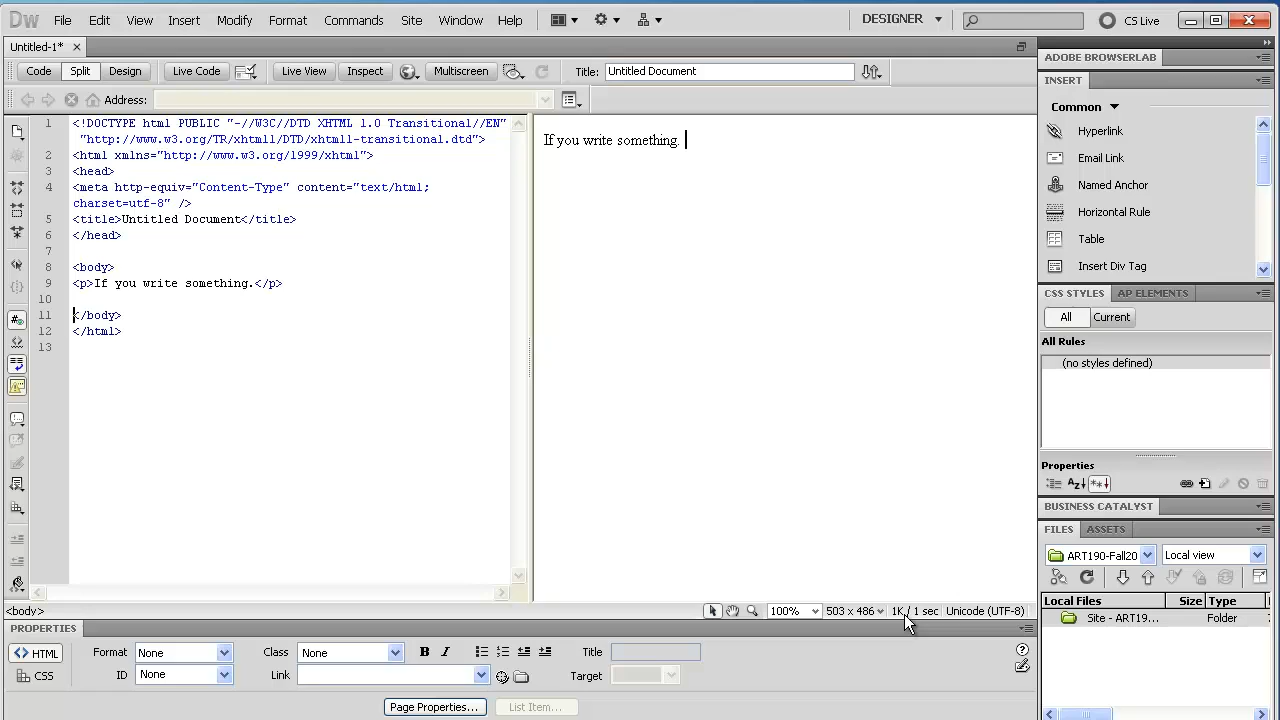 Dw File Edit View Insert Modify Format Commands Site Window Help DESIGNER CS Live
Untitled-1*
Code Split Design Live Code Live View Inspect Multiscreen Title: Untitled Document
Address:
1 <!DOCTYPE html PUBLIC "-//W3C//DTD XHTML 1.0 Transitional//EN"
"http://www.w3.org/TR/xhtml1/DTD/xhtml1-transitional.dtd">
2 <html xmlns="http://www.w3.org/1999/xhtml">
3 <head>
4 <meta http-equiv="Content-Type" content="text/html;
charset=utf-8" />
5 <title>Untitled Document</title>
6 </head>
7
8 <body>
9 <p>If you write something.</p>
10
11 </body>
12 </html>
13
If you write something.
<body>
100% 503 x 486 1K / 1 sec Unicode (UTF-8)
PROPERTIES
<> HTML Format None Class None B I Title
CSS ID None Link Target
Page Properties... List Item...
ADOBE BROWSERLAB
INSERT
Common
Hyperlink
Email Link
Named Anchor
Horizontal Rule
Table
Insert Div Tag
CSS STYLES AP ELEMENTS
All Current
All Rules
(no styles defined)
Properties
BUSINESS CATALYST
FILES ASSETS
ART190-Fall20 Local view
Local Files Size Type
Site - ART19... Folder